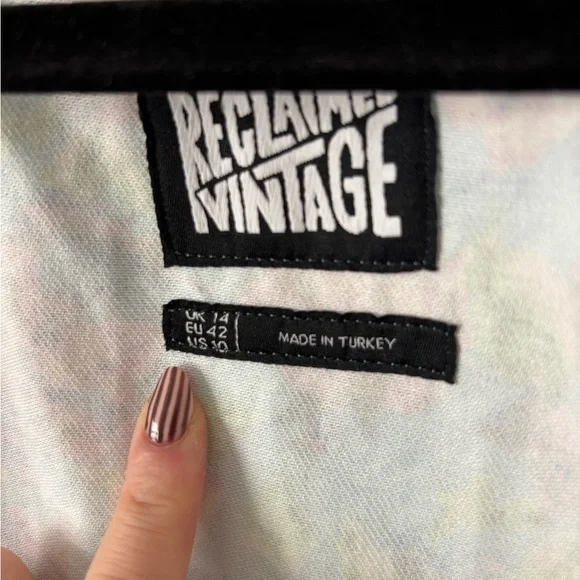 RECLAIMED
VINTAGE
UK 14
EU 42
US 10
MADE IN TURKEY